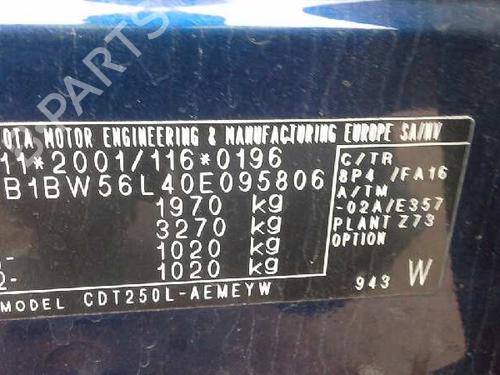 OTA MOTOR ENGINEERING & MANUFACTURING EUROPE SA/NV
11*2001/116*0196
B1BW56L40E095806
1970 kg
3270 kg
1020 kg
2- 1020 kg
MODEL CDT250L-AEMEYW
C/TR
8P4 /FA16
A/TM
-02A/E357
PLANT Z73
OPTION
943 W
B-PARTS